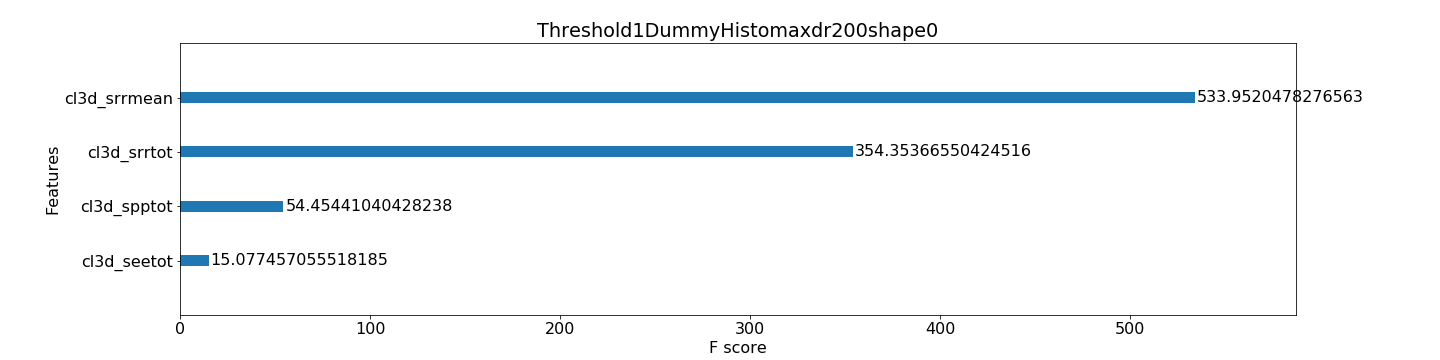 Threshold1DummyHistomaxdr200shape0
cl3d_srrmean
533.9520478276563
cl3d_srrtot
354.35366550424516
Features
cl3d_spptot
54.45441040428238
cl3d_seetot
15.077457055518185
0 100 200 300 400 500
F score